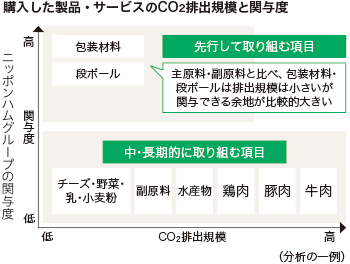 購入した製品・サービスのCO2排出規模と関与度
高
包装材料
先行して取り組む項目
段ボール
主原料・副原料と比べ、包装材料・
段ボールは排出規模は小さいが
関与できる余地が比較的大きい
ニッポンハムグループの関与度
関与度
中・長期的に取り組む項目
チーズ・野菜・
乳・小麦粉
副原料
水産物
鶏肉
豚肉
牛肉
低
低
CO2排出規模
高
(分析の一例)